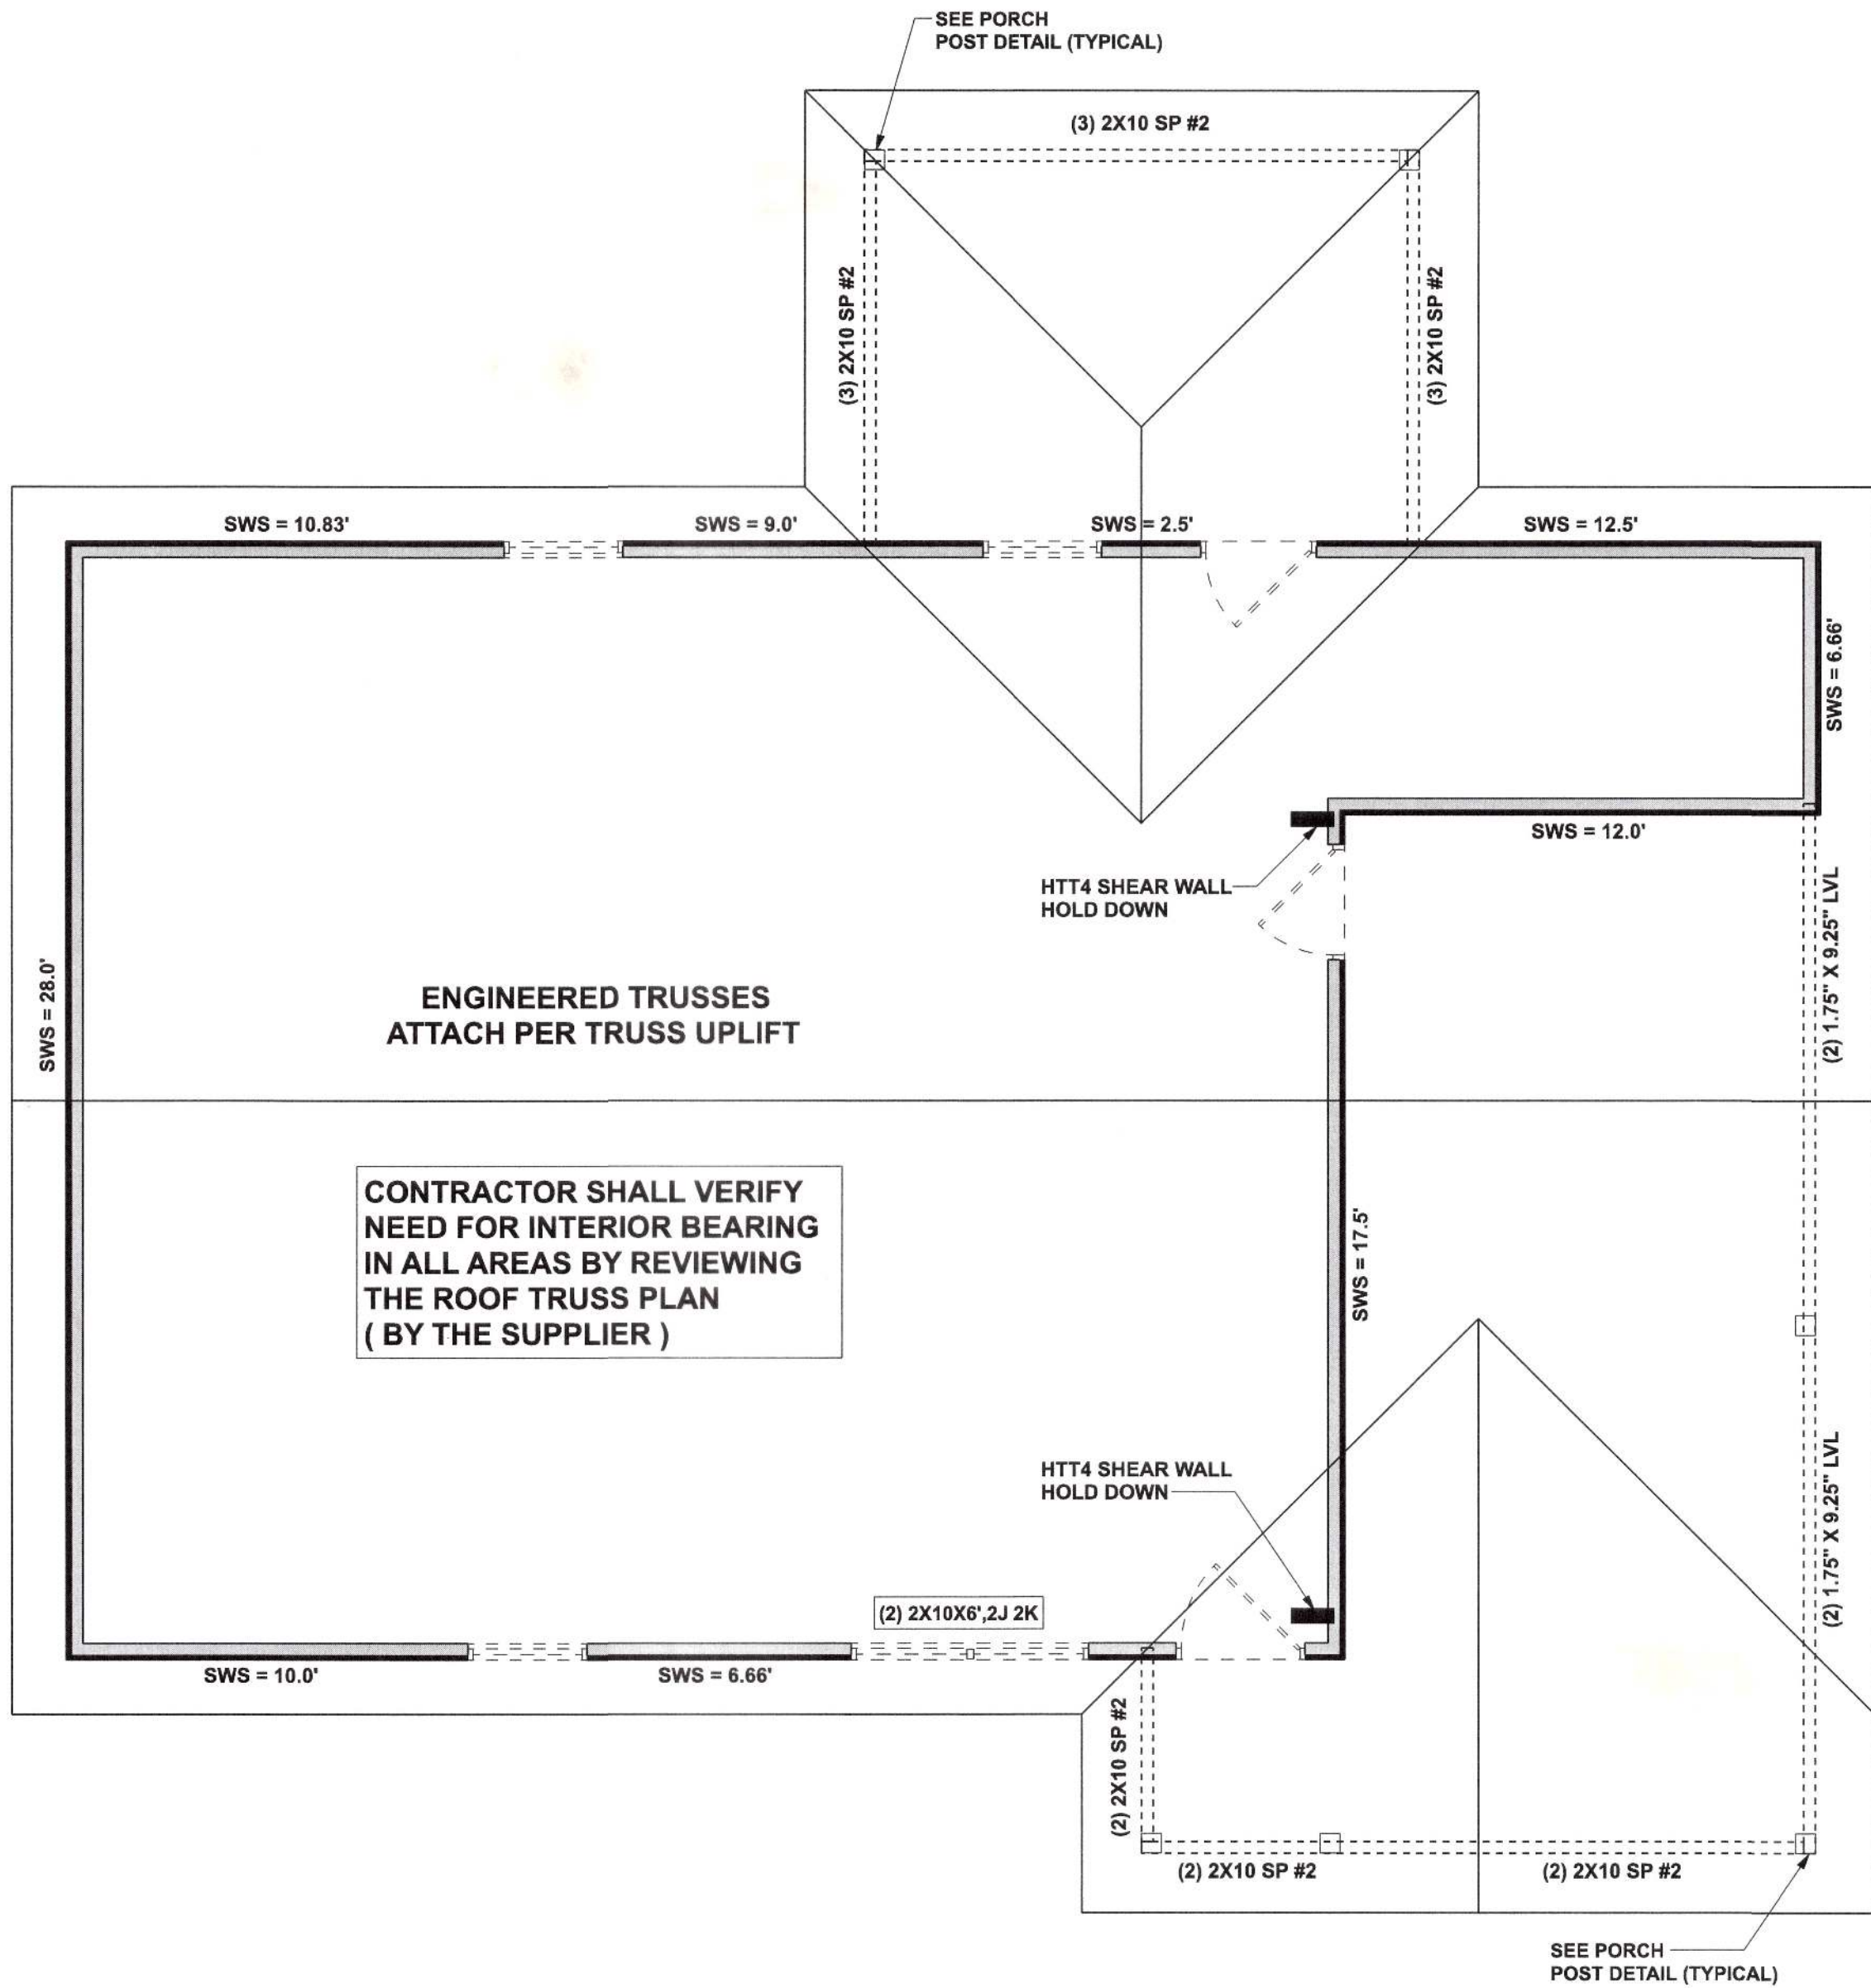 SEE PORCH
POST DETAIL (TYPICAL)
(3) 2X10 SP #2
(3) 2X10 SP #2
(3) 2X10 SP #2
SWS = 10.83'
SWS = 9.0'
SWS = 2.5'
SWS = 12.5'
SWS = 6.66'
SWS = 12.0'
HTT4 SHEAR WALL
HOLD DOWN
(2) 1.75" X 9.25" LVL
SWS = 28.0'
ENGINEERED TRUSSES
ATTACH PER TRUSS UPLIFT
CONTRACTOR SHALL VERIFY
NEED FOR INTERIOR BEARING
IN ALL AREAS BY REVIEWING
THE ROOF TRUSS PLAN
( BY THE SUPPLIER )
SWS = 17.5'
HTT4 SHEAR WALL
HOLD DOWN
(2) 1.75" X 9.25" LVL
(2) 2X10X6',2J 2K
SWS = 10.0'
SWS = 6.66'
(2) 2X10 SP #2
(2) 2X10 SP #2
(2) 2X10 SP #2
SEE PORCH
POST DETAIL (TYPICAL)